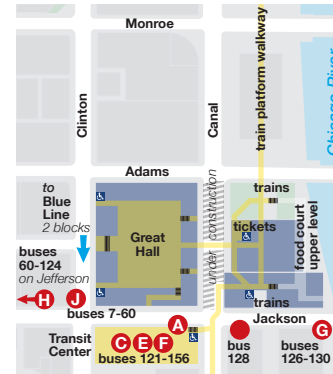 Monroe
Clinton
Canal
train platform walkway
Chicago River
Adams
to
Blue
Line
2 blocks
buses
60-124
on Jefferson
H
J
Great
Hall
under construction
trains
tickets
food court
upper level
trains
buses 7-60
Jackson
Transit
Center
A
C E F
buses 121-156
bus
128
G
buses
126-130